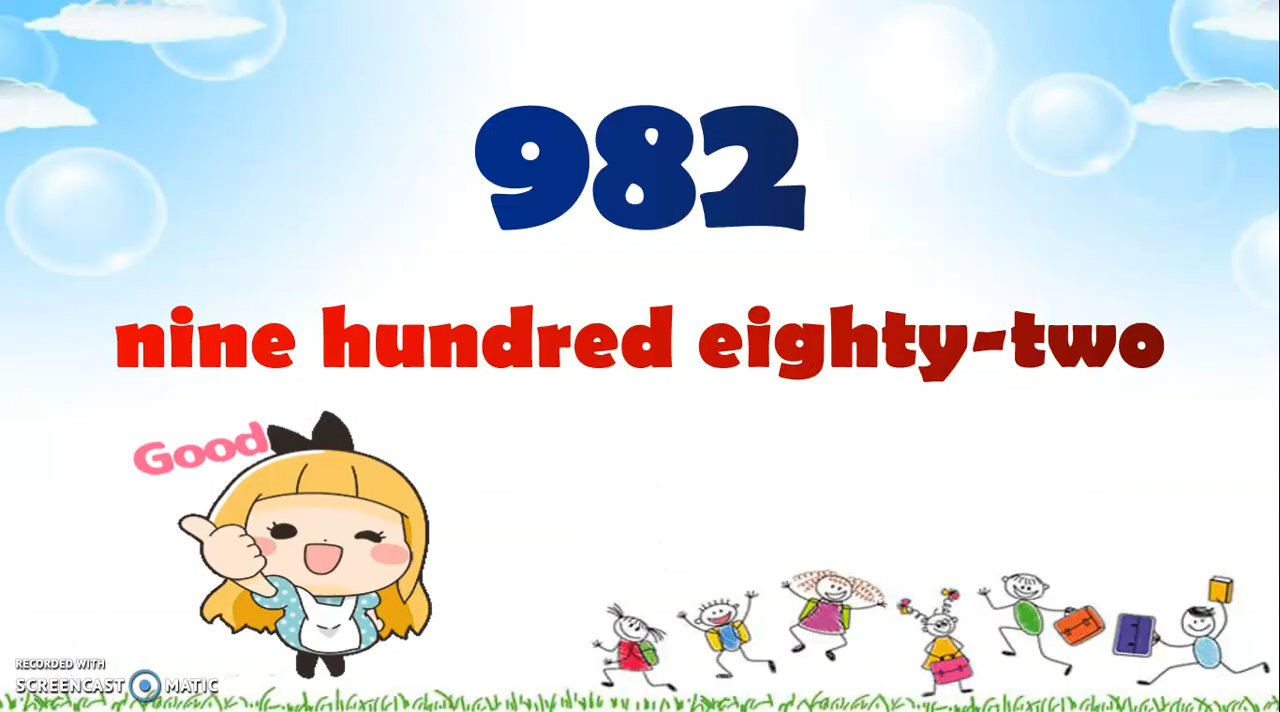 982
nine hundred eighty-two
Good
RECORDED WITH
SCREENCAST MATIC